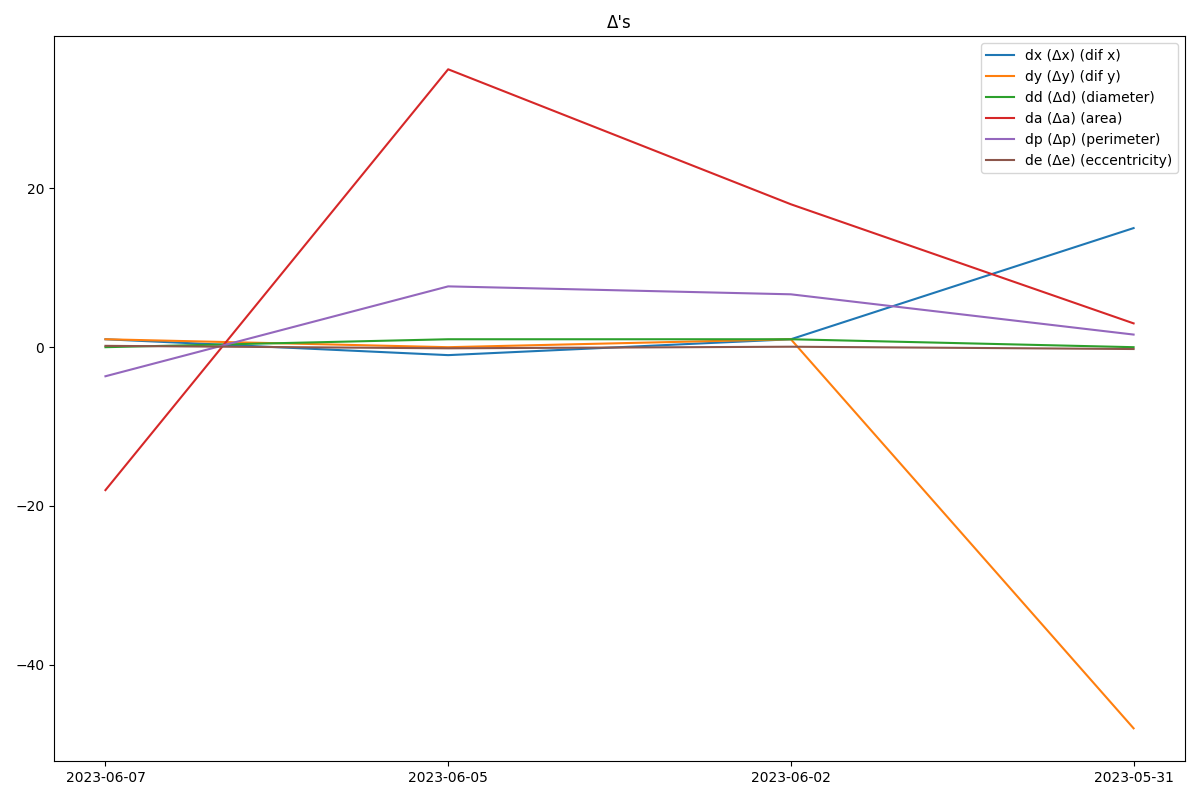 Δ's
dx (Δx) (dif x)
dy (Δy) (dif y)
dd (Δd) (diameter)
da (Δa) (area)
dp (Δp) (perimeter)
de (Δe) (eccentricity)
20
0
−20
−40
2023-06-07 2023-06-05 2023-06-02 2023-05-31